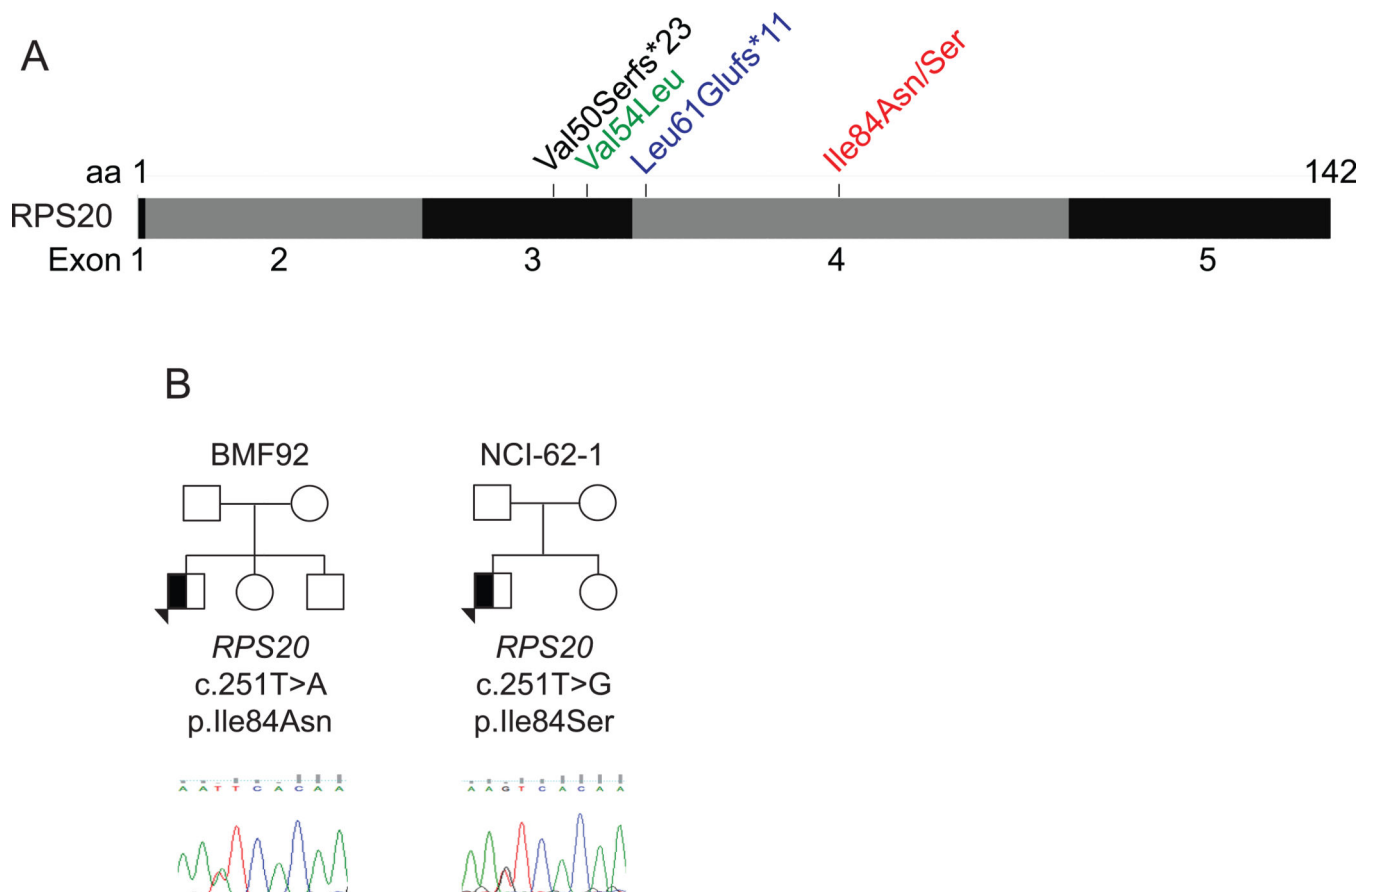 A
Val50Serfs*23
Val54Leu
Leu61Glufs*11
Ile84Asn/Ser
aa 1
142
RPS20
Exon 1 2 3 4 5
B
BMF92 NCI-62-1
RPS20 RPS20
c.251T>A c.251T>G
p.Ile84Asn p.Ile84Ser
A A T T C A C A A A A G T C A C A A